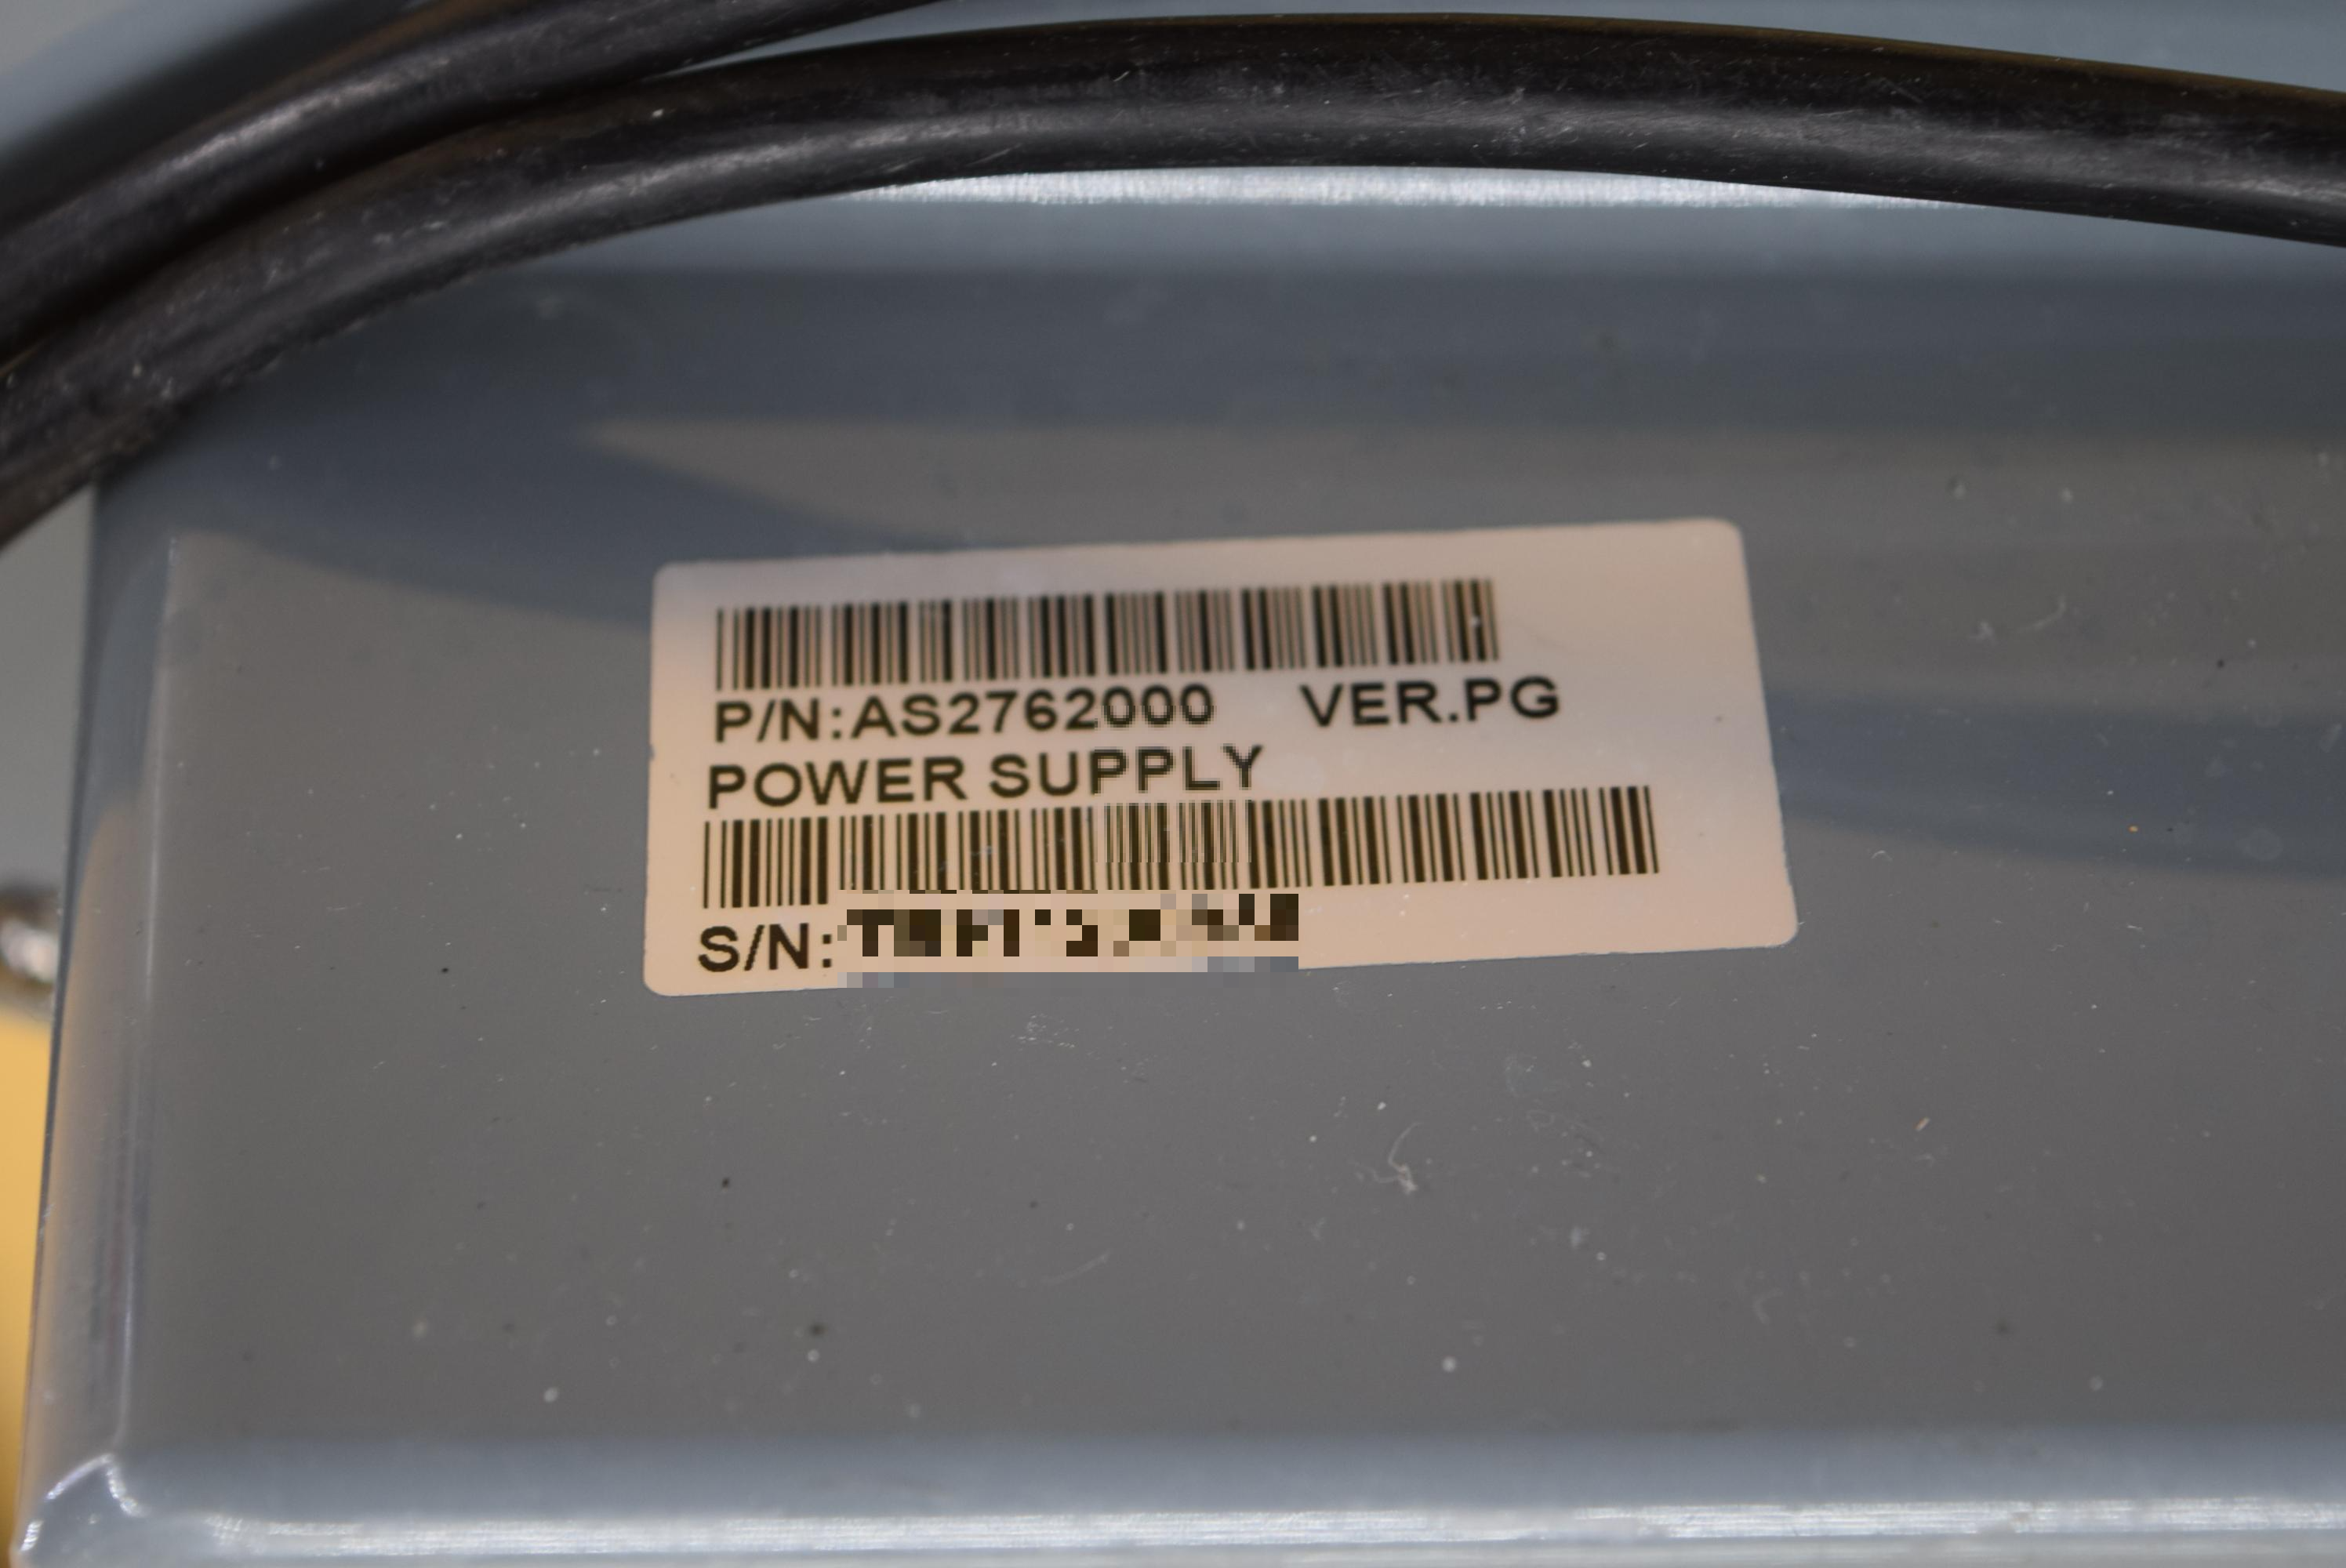 P/N:AS2762000 VER.PG
POWER SUPPLY
S/N: